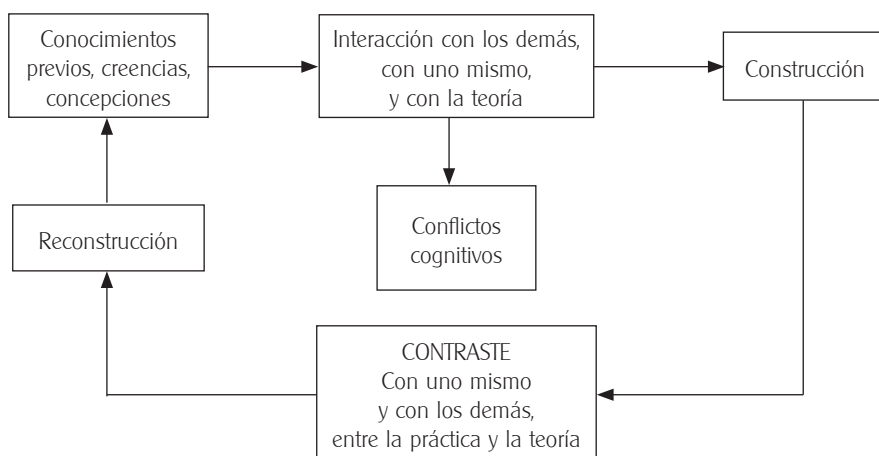 Conocimientos
previos, creencias,
concepciones
Interacción con los demás,
con uno mismo,
y con la teoría
Construcción
Conflictos
cognitivos
Reconstrucción
CONTRASTE
Con uno mismo
y con los demás,
entre la práctica y la teoría